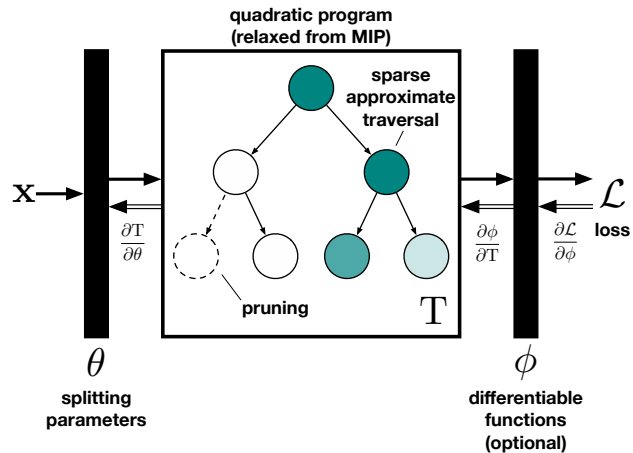 quadratic program
(relaxed from MIP)
sparse
approximate
traversal
x
∂T
∂θ
pruning
T
∂ϕ
∂T
∂ℒ
∂ϕ
ℒ
loss
θ
splitting
parameters
ϕ
differentiable
functions
(optional)